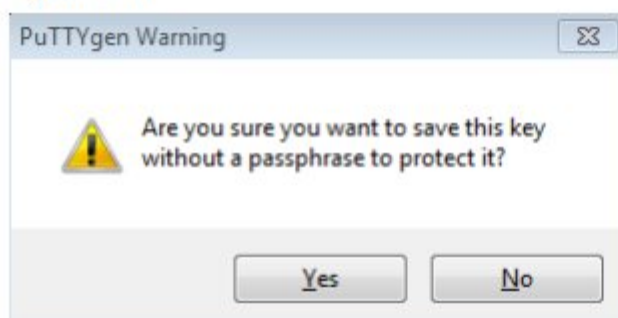 PuTTYgen Warning
Are you sure you want to save this key
without a passphrase to protect it?
Yes
No